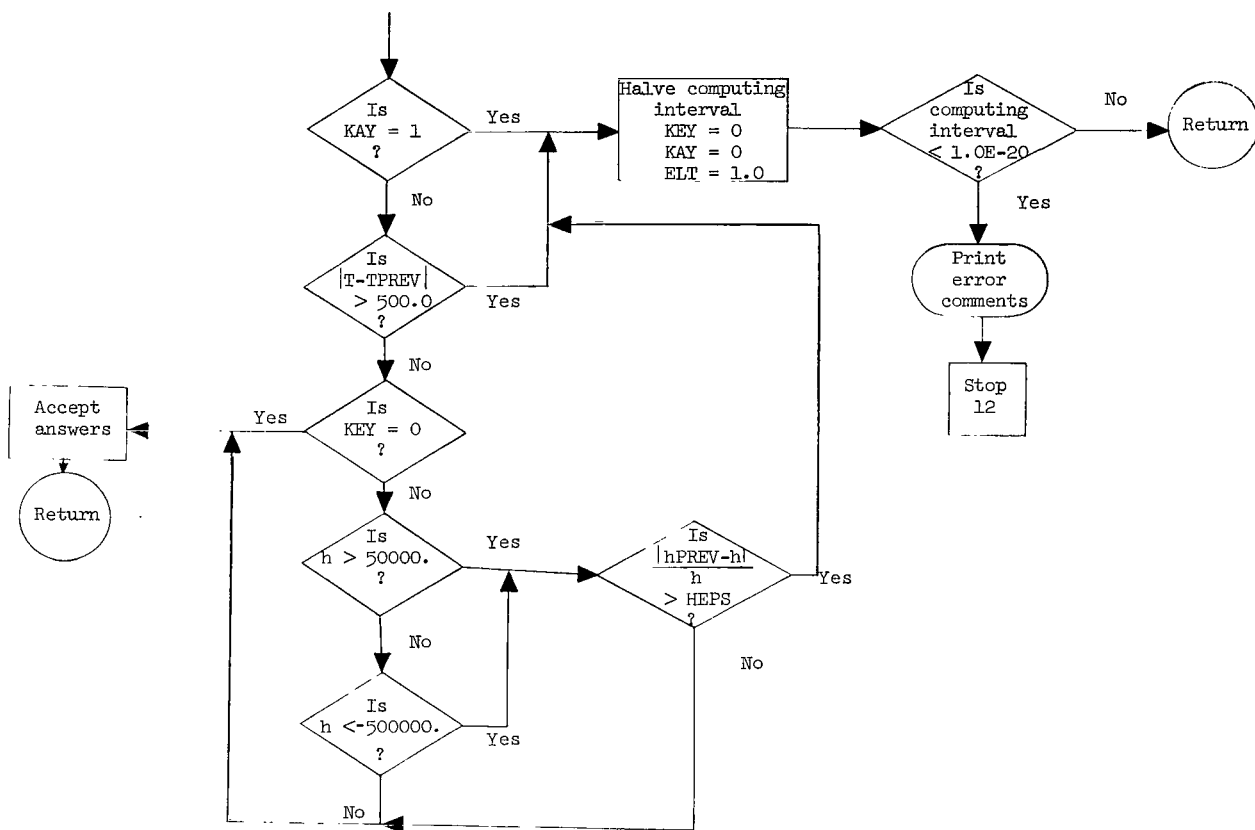 Is
KAY = 1
?
Yes
No
Halve computing
interval
KEY = 0
KAY = 0
ELT = 1.0
Is
computing
interval
< 1.0E-20
?
No
Return
Yes
Print
error
comments
Stop
12
Is
|T-TPREV|
> 500.0
?
Yes
No
Is
KEY = 0
?
Yes
No
Accept
answers
Return
Is
h > 50000.
?
Yes
No
Is
|hPREV-h|
h
> HEPS
?
Yes
No
Is
h <-500000.
?
Yes
No